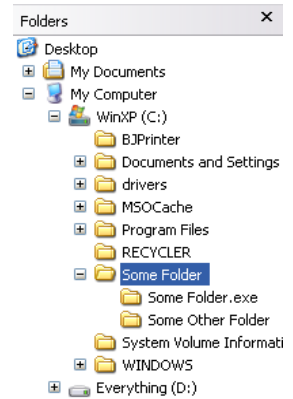 Folders
Desktop
My Documents
My Computer
WinXP (C:)
BJPrinter
Documents and Settings
drivers
MSOCache
Program Files
RECYCLER
Some Folder
Some Folder.exe
Some Other Folder
System Volume Informati
WINDOWS
Everything (D:)